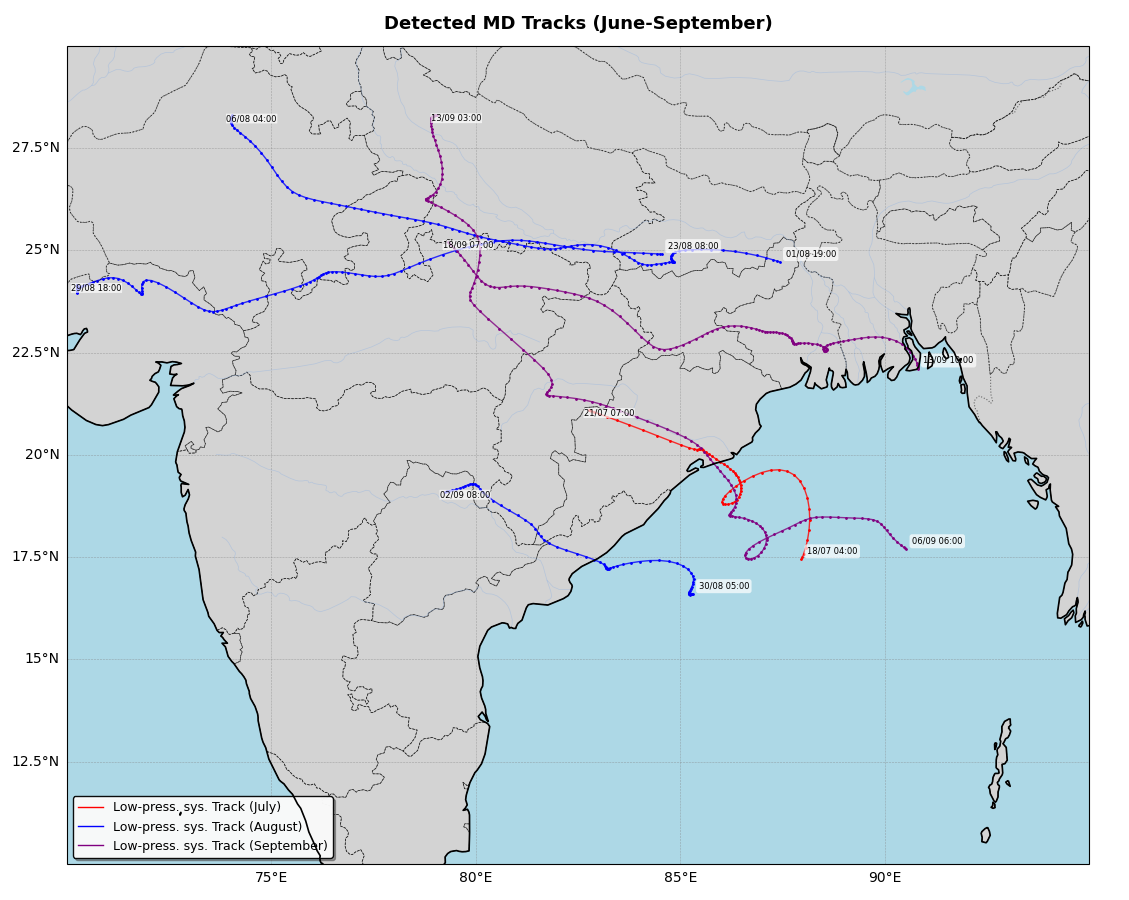 Detected MD Tracks (June-September)
06/08 04:00
13/09 03:00
27.5°N
18/09 07:00
23/08 08:00
25°N
01/08 19:00
29/08 18:00
22.5°N
21/07 07:00
20°N
02/09 08:00
06/09 06:00
17.5°N
18/07 04:00
30/08 05:00
15°N
12.5°N
Low-press. sys. Track (July)
Low-press. sys. Track (August)
Low-press. sys. Track (September)
75°E
80°E
85°E
90°E